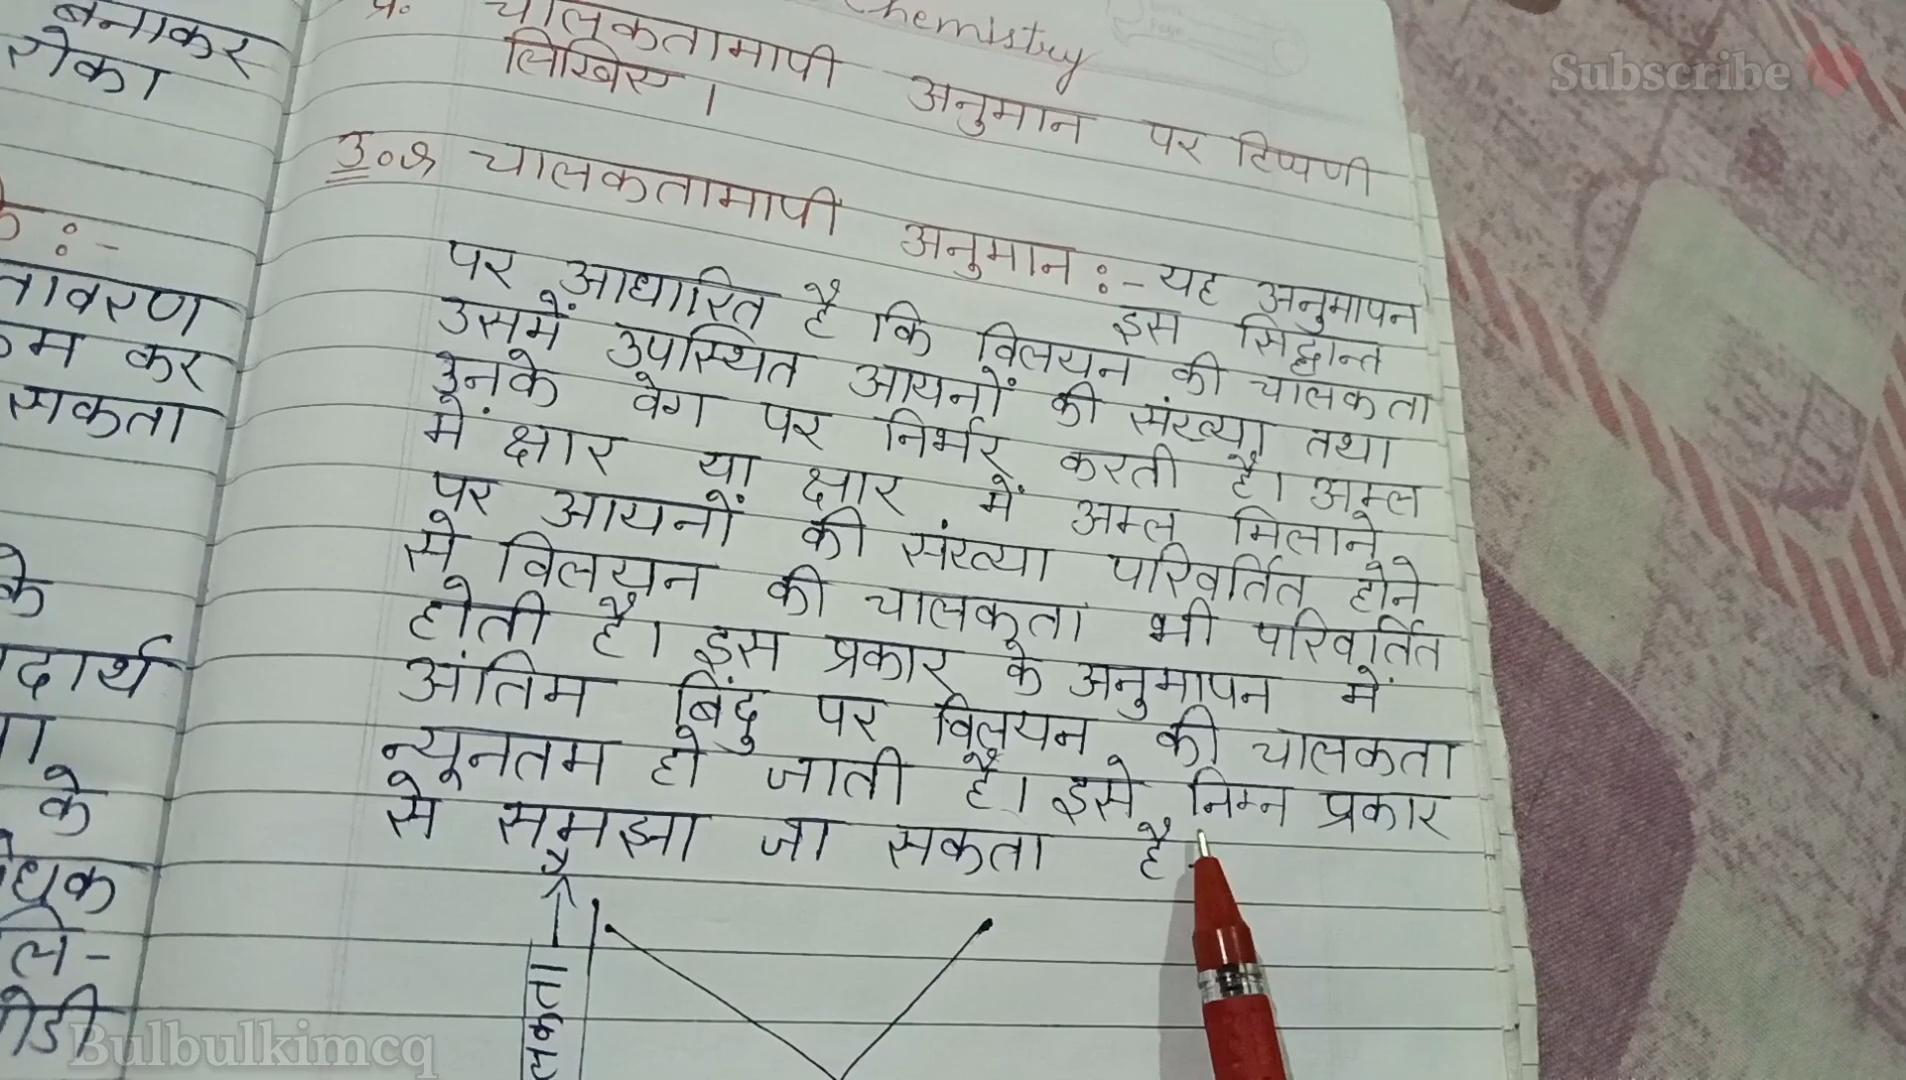 बनाकर
रोका
:-
तावरण
कम कर
सकता
के
पदार्थ
के
ले-
Chemistry
प्र॰ चालकतामापी अनुमान पर टिप्पणी
लिखिए।
उ॰ चालकतामापी अनुमान :- यह अनुमापन
इस सिद्धान्त
पर आधारित है कि विलयन की चालकता
उसमें उपस्थित आयनों की संख्या तथा
उनके वेग पर निर्भर करती है। अम्ल
में क्षार या क्षार में अम्ल मिलाने
पर आयनों की संख्या परिवर्तित होने
से विलयन की चालकता भी परिवर्तित
होती है। इस प्रकार के अनुमापन में
अंतिम बिंदु पर विलयन की चालकता
न्यूनतम हो जाती है। इसे निम्न प्रकार
से समझा जा सकता है
लकता
Subscribe
Bulbulkimcq